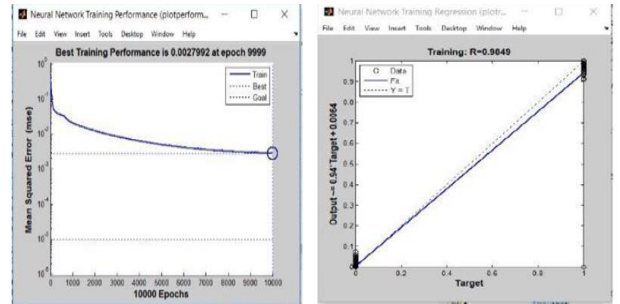 Neural Network Training Performance (plotperform...
File Edit View Insert Tools Desktop Window Help
Best Training Performance is 0.0027992 at epoch 9999
Mean Squared Error (mse)
10^0
10^-1
10^-2
10^-3
10^-4
10^-5
10^-6
Train
Best
Goal
0 1000 2000 3000 4000 5000 6000 7000 8000 9000 10000
10000 Epochs
Neural Network Training Regression (plotr...
File Edit View Insert Tools Desktop Window Help
Training: R=0.9849
Output ~= 0.94*Target + 0.0064
1
0.9
0.8
0.7
0.6
0.5
0.4
0.3
0.2
0.1
0
Data
Fit
Y = T
0 0.2 0.4 0.6 0.8 1
Target